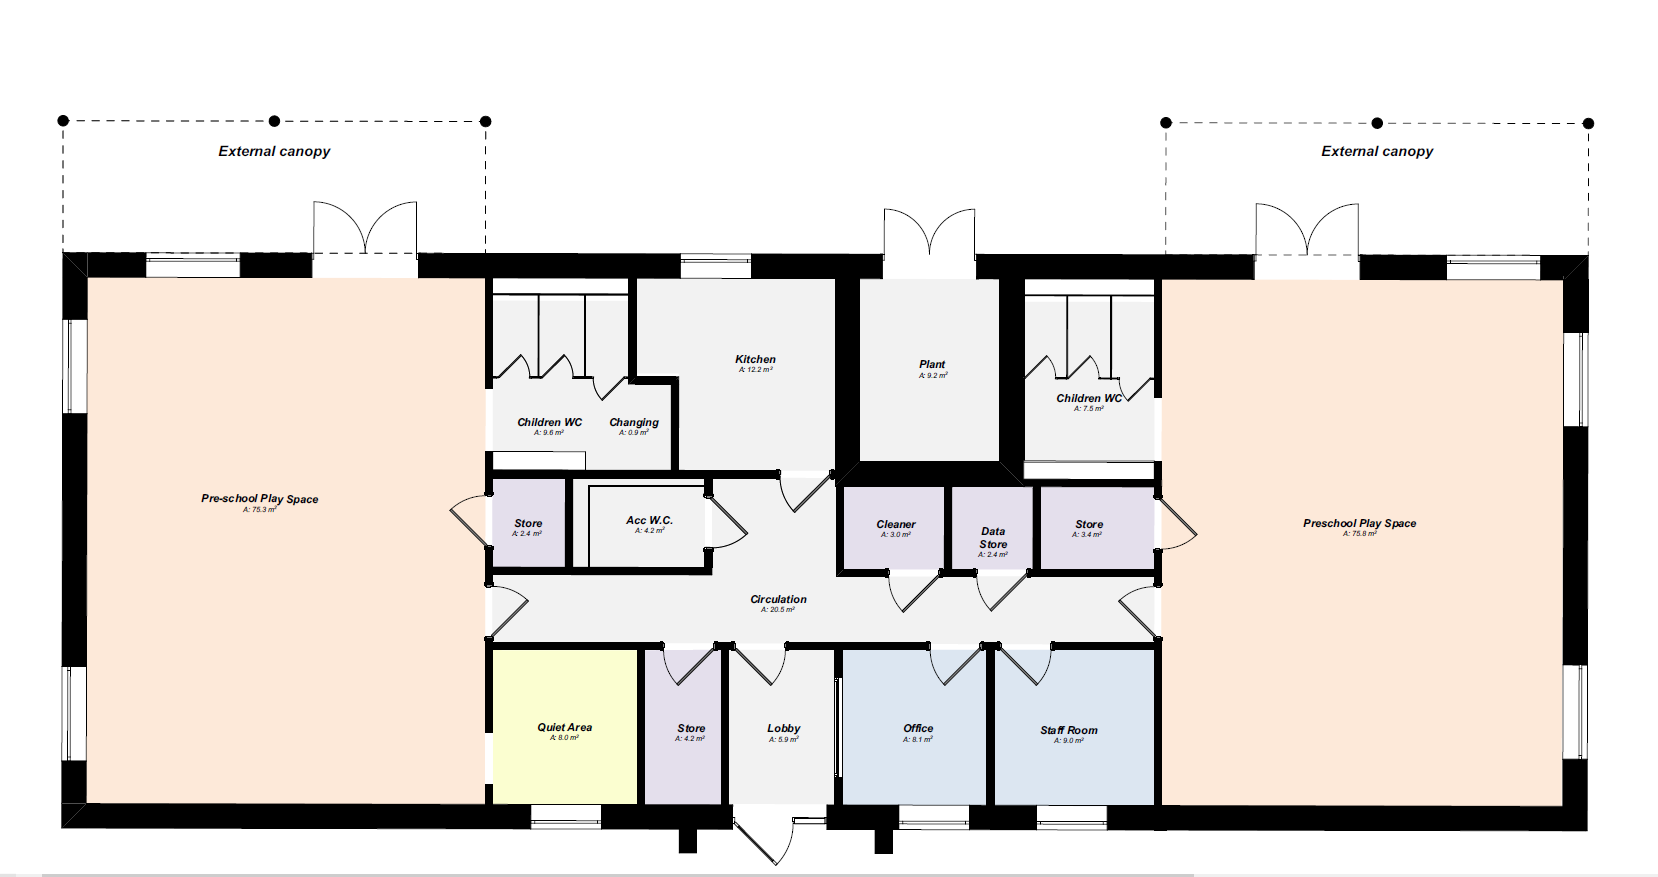 External canopy
External canopy
Kitchen
A: 12.2 m²
Plant
A: 9.2 m²
Children WC
A: 7.5 m²
Children WC
A: 9.6 m²
Changing
A: 0.9 m²
Pre-school Play Space
A: 75.3 m²
Store
A: 2.4 m²
Acc W.C.
A: 4.2 m²
Cleaner
A: 3.0 m²
Data
Store
A: 2.4 m²
Store
A: 3.4 m²
Preschool Play Space
A: 75.8 m²
Circulation
A: 20.5 m²
Quiet Area
A: 8.0 m²
Store
A: 4.2 m²
Lobby
A: 5.9 m²
Office
A: 8.1 m²
Staff Room
A: 9.0 m²